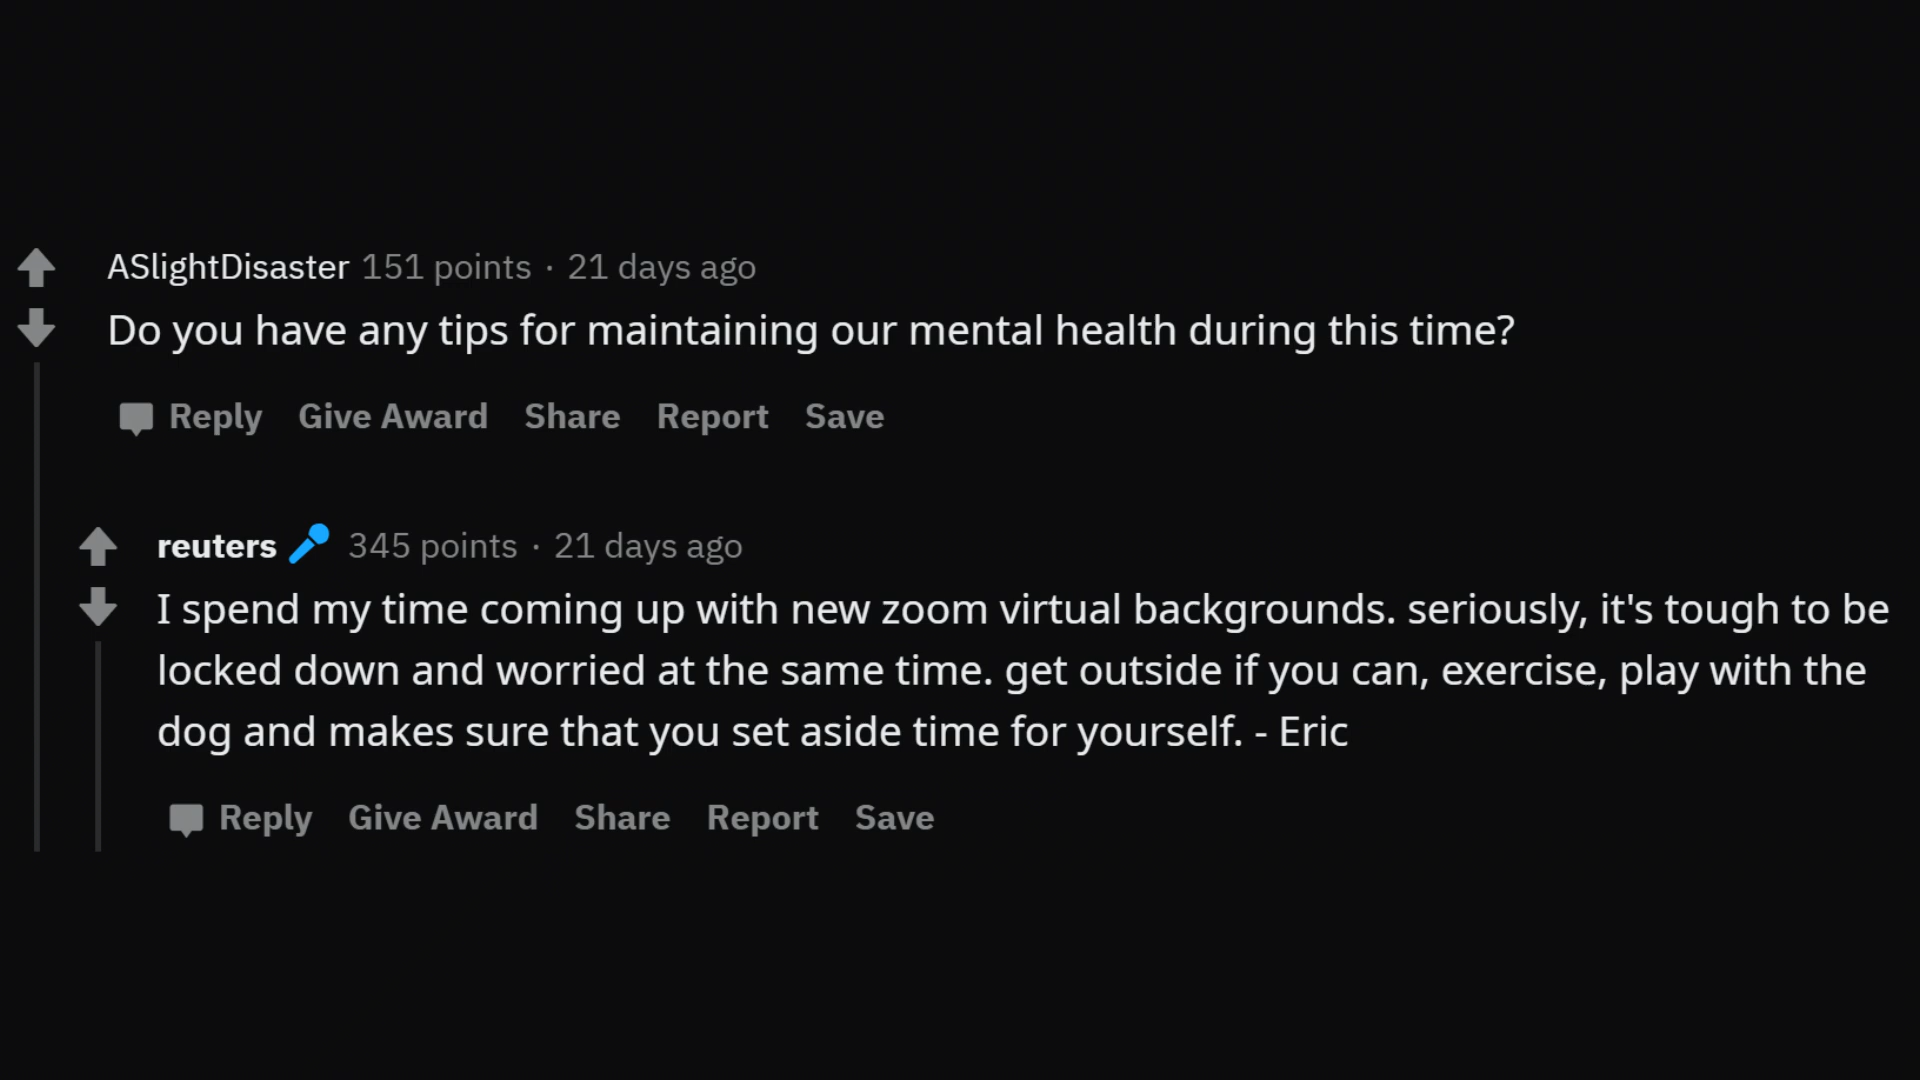 ASlightDisaster 151 points · 21 days ago
Do you have any tips for maintaining our mental health during this time?
Reply Give Award Share Report Save
reuters 345 points · 21 days ago
I spend my time coming up with new zoom virtual backgrounds. seriously, it's tough to be
locked down and worried at the same time. get outside if you can, exercise, play with the
dog and makes sure that you set aside time for yourself. - Eric
Reply Give Award Share Report Save